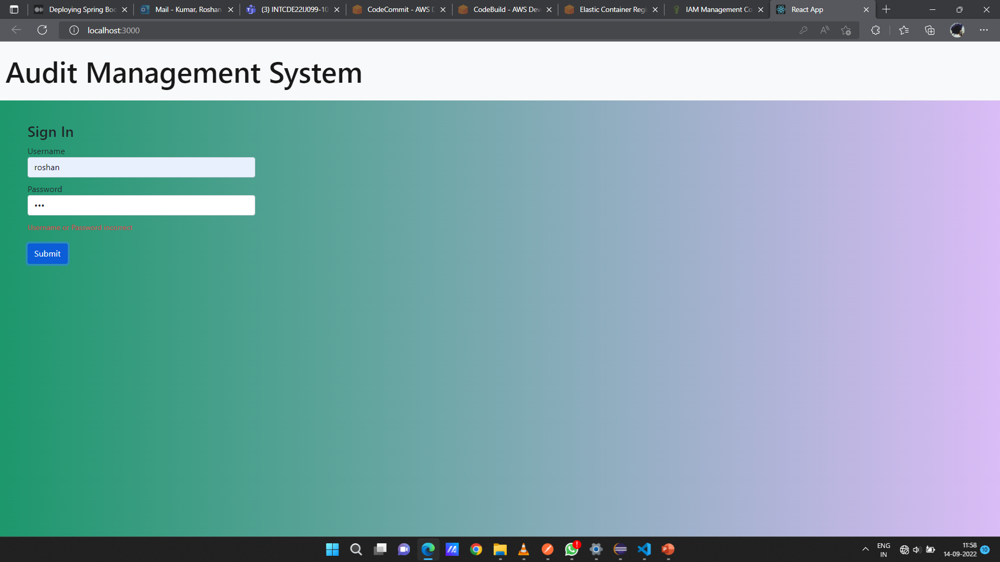 Deploying Spring Boo
Mail - Kumar, Roshan
(3) INTCDE22IJ099-10
CodeCommit - AWS D
CodeBuild - AWS Dev
Elastic Container Regi
IAM Management Co
React App
localhost:3000
Audit Management System
Sign In
Username
roshan
Password
Username or Password incorrect
Submit
ENG
IN
11:58
14-09-2022
10